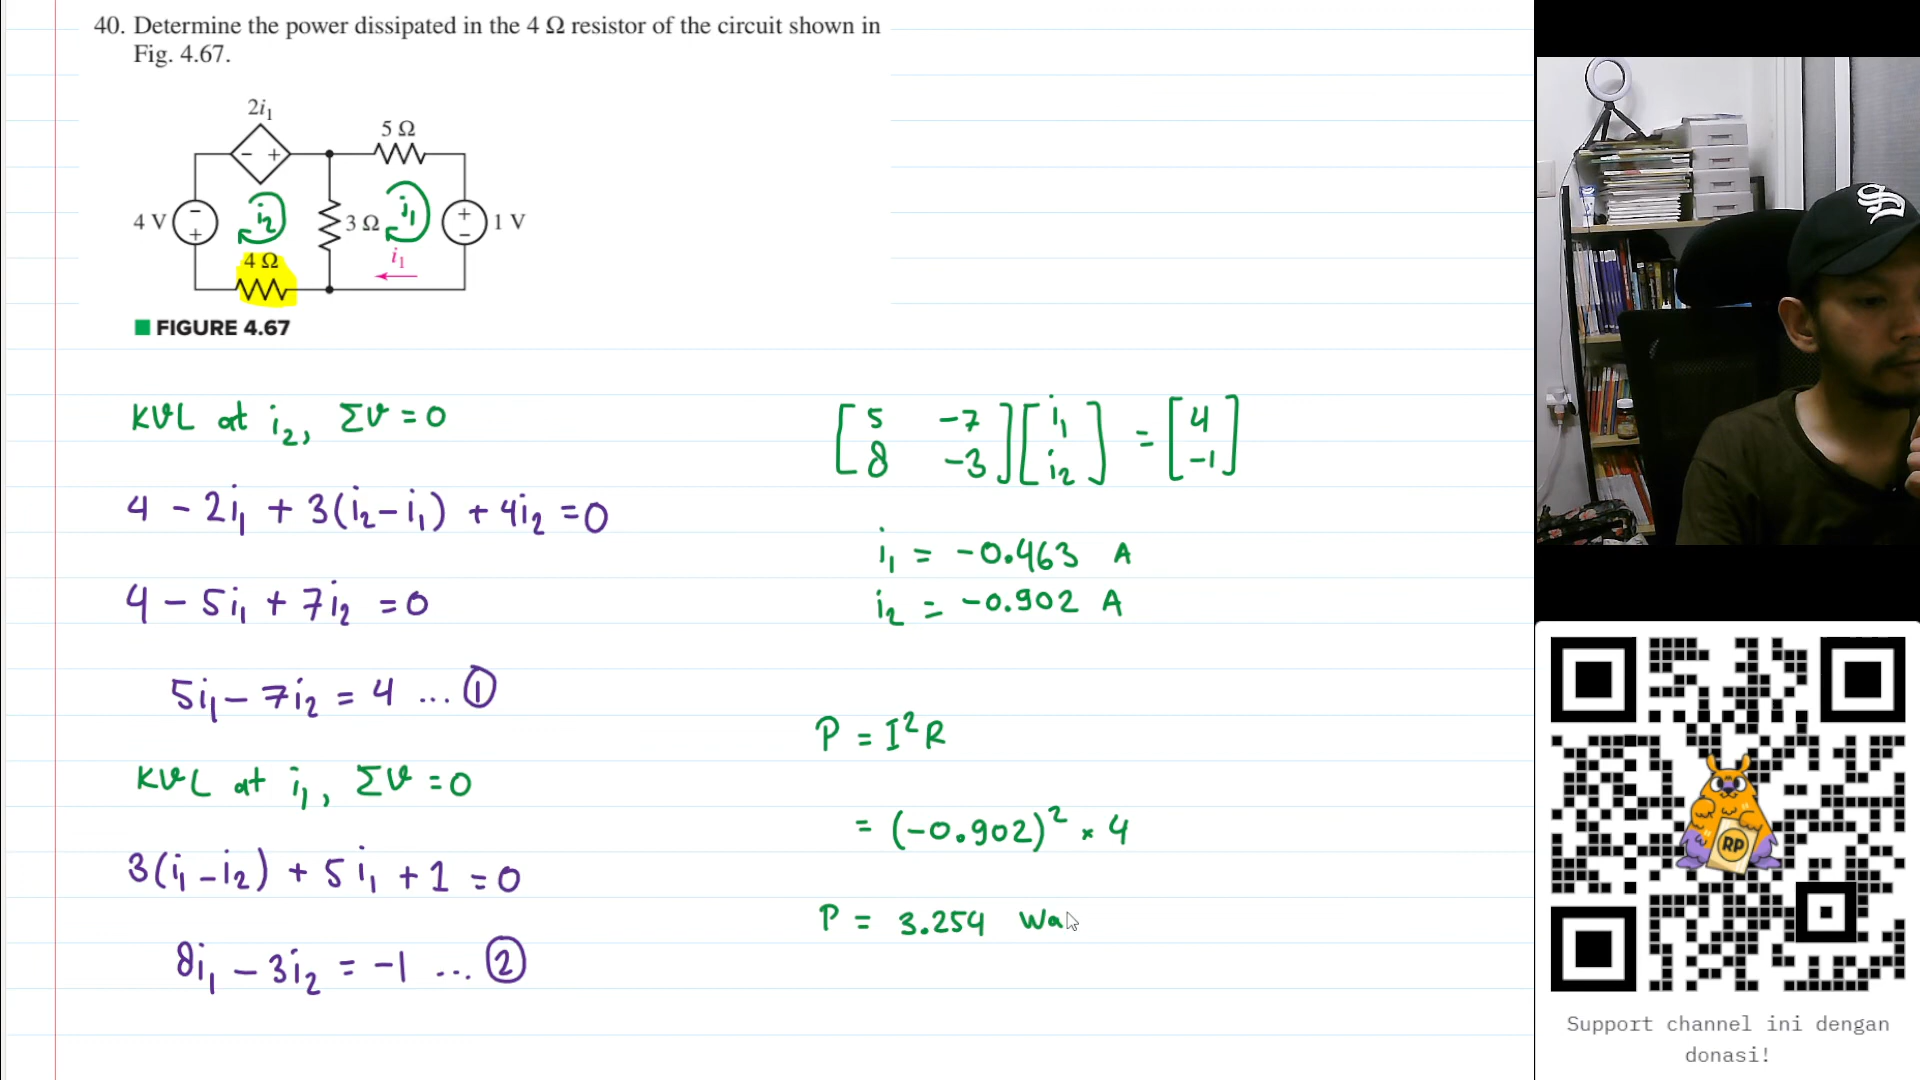 40. Determine the power dissipated in the 4 Ω resistor of the circuit shown in
Fig. 4.67.
2i₁
5 Ω
4 V
i₂
3 Ω
i₁
1 V
4 Ω
i₁
FIGURE 4.67
KVL at i₂, Σv = 0
4 - 2i₁ + 3(i₂ - i₁) + 4i₂ = 0
4 - 5i₁ + 7i₂ = 0
5i₁ - 7i₂ = 4 ... ①
KVL at i₁, Σv = 0
3(i₁ - i₂) + 5i₁ + 1 = 0
8i₁ - 3i₂ = -1 ... ②
[5 -7] [i₁] = [4]
[8 -3] [i₂] [-1]
i₁ = -0.463 A
i₂ = -0.902 A
P = I²R
= (-0.902)² × 4
P = 3.254 Wa
S
RP
Support channel ini dengan
donasi!